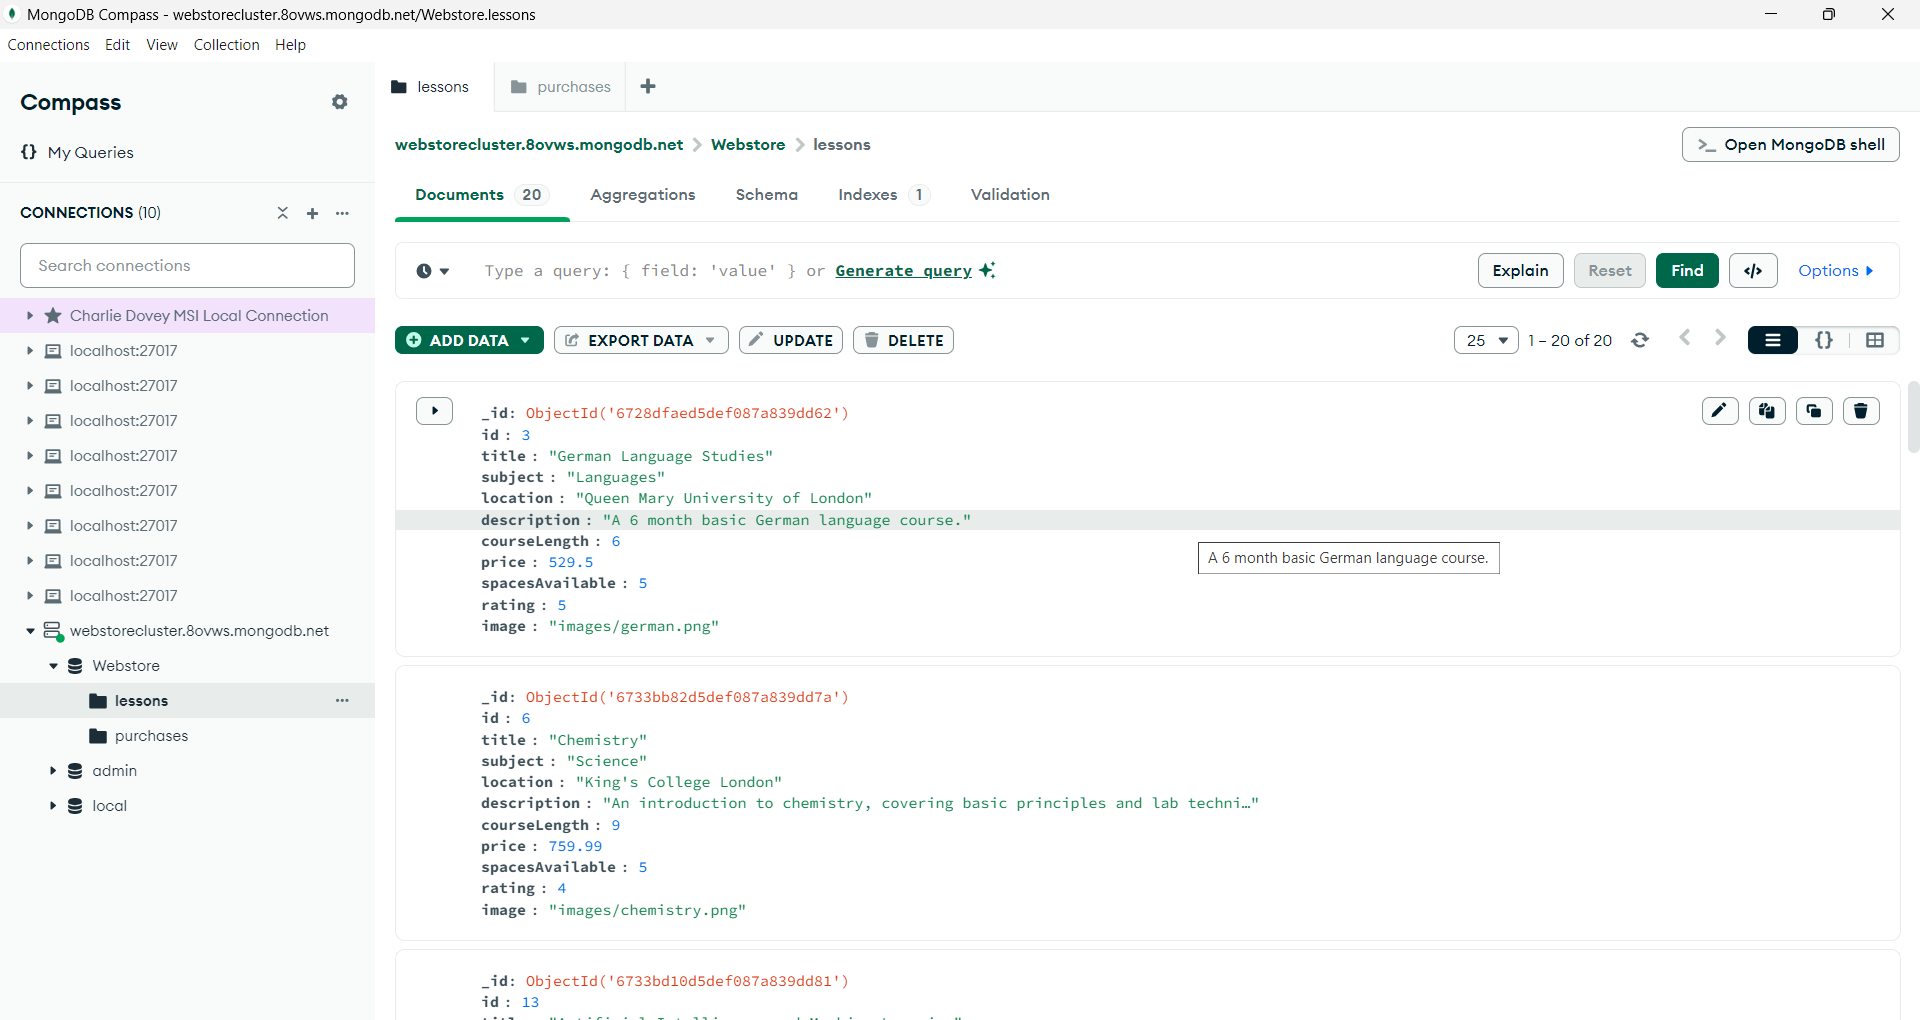 MongoDB Compass - webstorecluster.8ovws.mongodb.net/Webstore.lessons
Connections Edit View Collection Help
Compass
{} My Queries
CONNECTIONS (10)
Search connections
Charlie Dovey MSI Local Connection
localhost:27017
localhost:27017
localhost:27017
localhost:27017
localhost:27017
localhost:27017
localhost:27017
localhost:27017
webstorecluster.8ovws.mongodb.net
Webstore
lessons
purchases
admin
local
lessons purchases
webstorecluster.8ovws.mongodb.net > Webstore > lessons
>_ Open MongoDB shell
Documents 20 Aggregations Schema Indexes 1 Validation
Type a query: { field: 'value' } or Generate query
Explain Reset Find </> Options
ADD DATA EXPORT DATA UPDATE DELETE
25 1 – 20 of 20 {}
_id: ObjectId('6728dfaed5def087a839dd62')
id : 3
title : "German Language Studies"
subject : "Languages"
location : "Queen Mary University of London"
description : "A 6 month basic German language course."
courseLength : 6
A 6 month basic German language course.
price : 529.5
spacesAvailable : 5
rating : 5
image : "images/german.png"
_id: ObjectId('6733bb82d5def087a839dd7a')
id : 6
title : "Chemistry"
subject : "Science"
location : "King's College London"
description : "An introduction to chemistry, covering basic principles and lab techni…"
courseLength : 9
price : 759.99
spacesAvailable : 5
rating : 4
image : "images/chemistry.png"
_id: ObjectId('6733bd10d5def087a839dd81')
id : 13